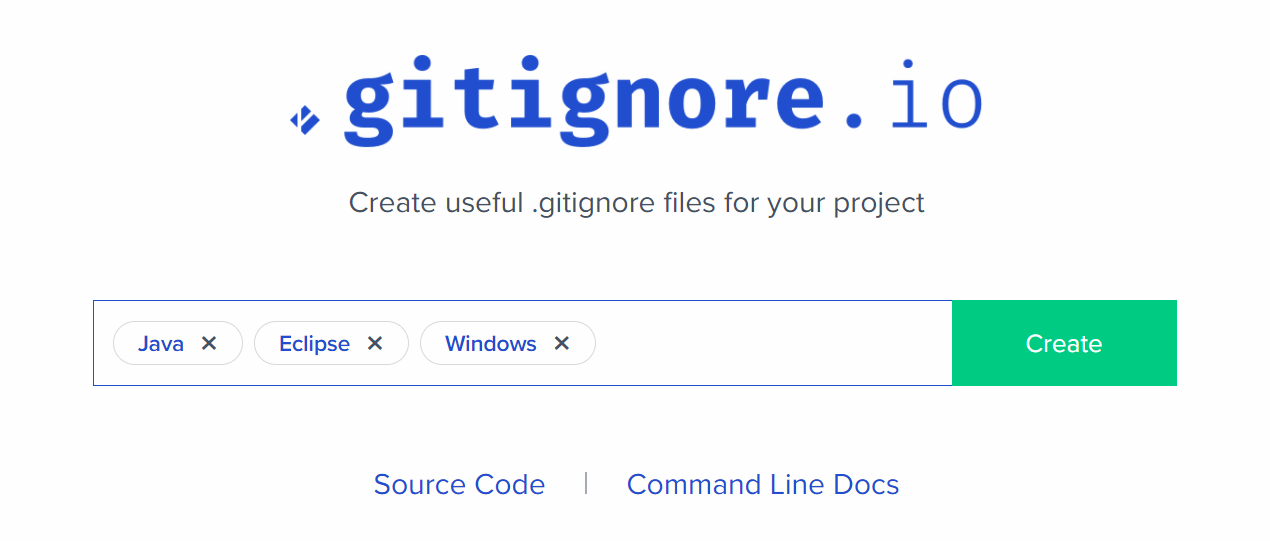 gitignore.io
Create useful .gitignore files for your project
Java ✕ Eclipse ✕ Windows ✕ Create
Source Code | Command Line Docs